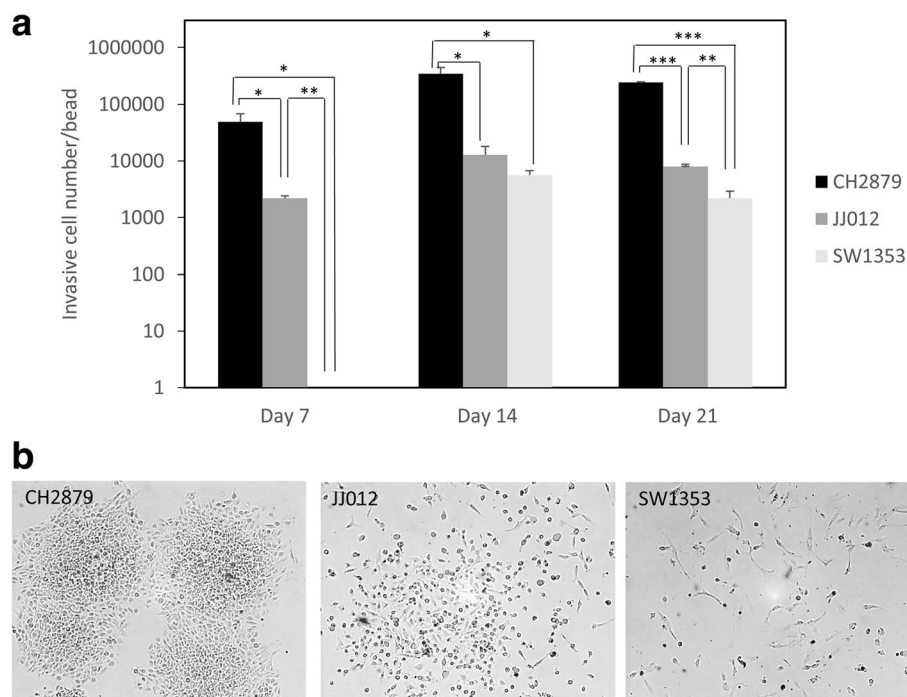 a
Invasive cell number/bead
1000000
100000
10000
1000
100
10
1
*
*
**
*
*
***
***
**
Day 7
Day 14
Day 21
CH2879
JJ012
SW1353
b
CH2879
JJ012
SW1353